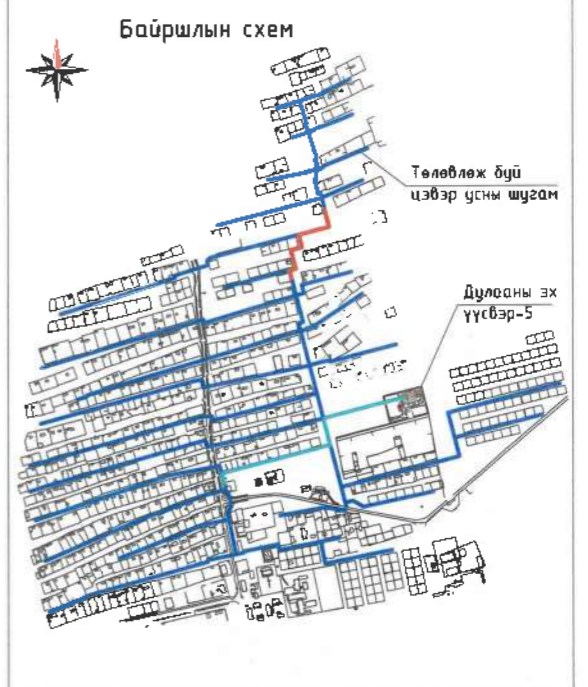 Байршлын схем
Төлөвлөж буй
цэвэр усны шугам
Дулааны эх
үүсвэр-5